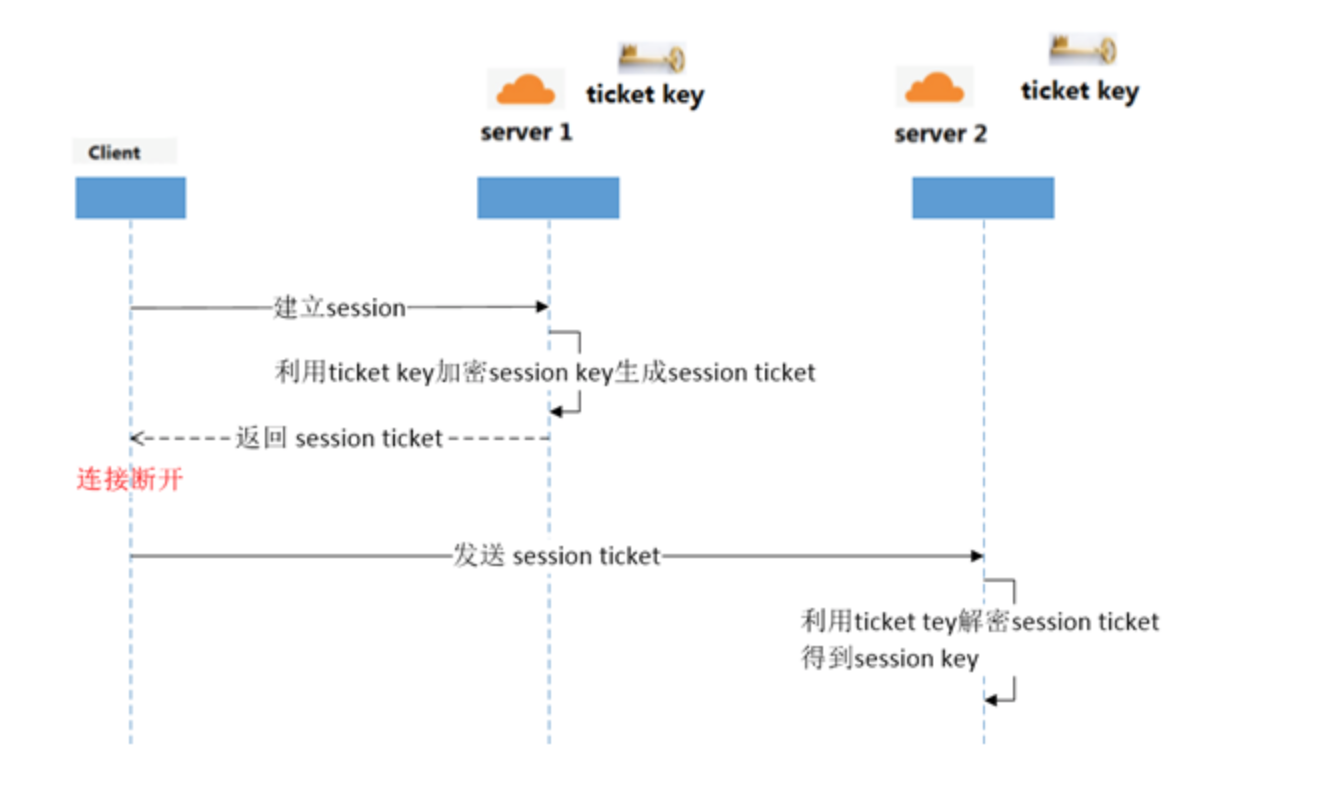 ticket key
ticket key
server 1
server 2
Client
建立session
利用ticket key加密session key生成session ticket
返回 session ticket
连接断开
发送 session ticket
利用ticket tey解密session ticket
得到session key